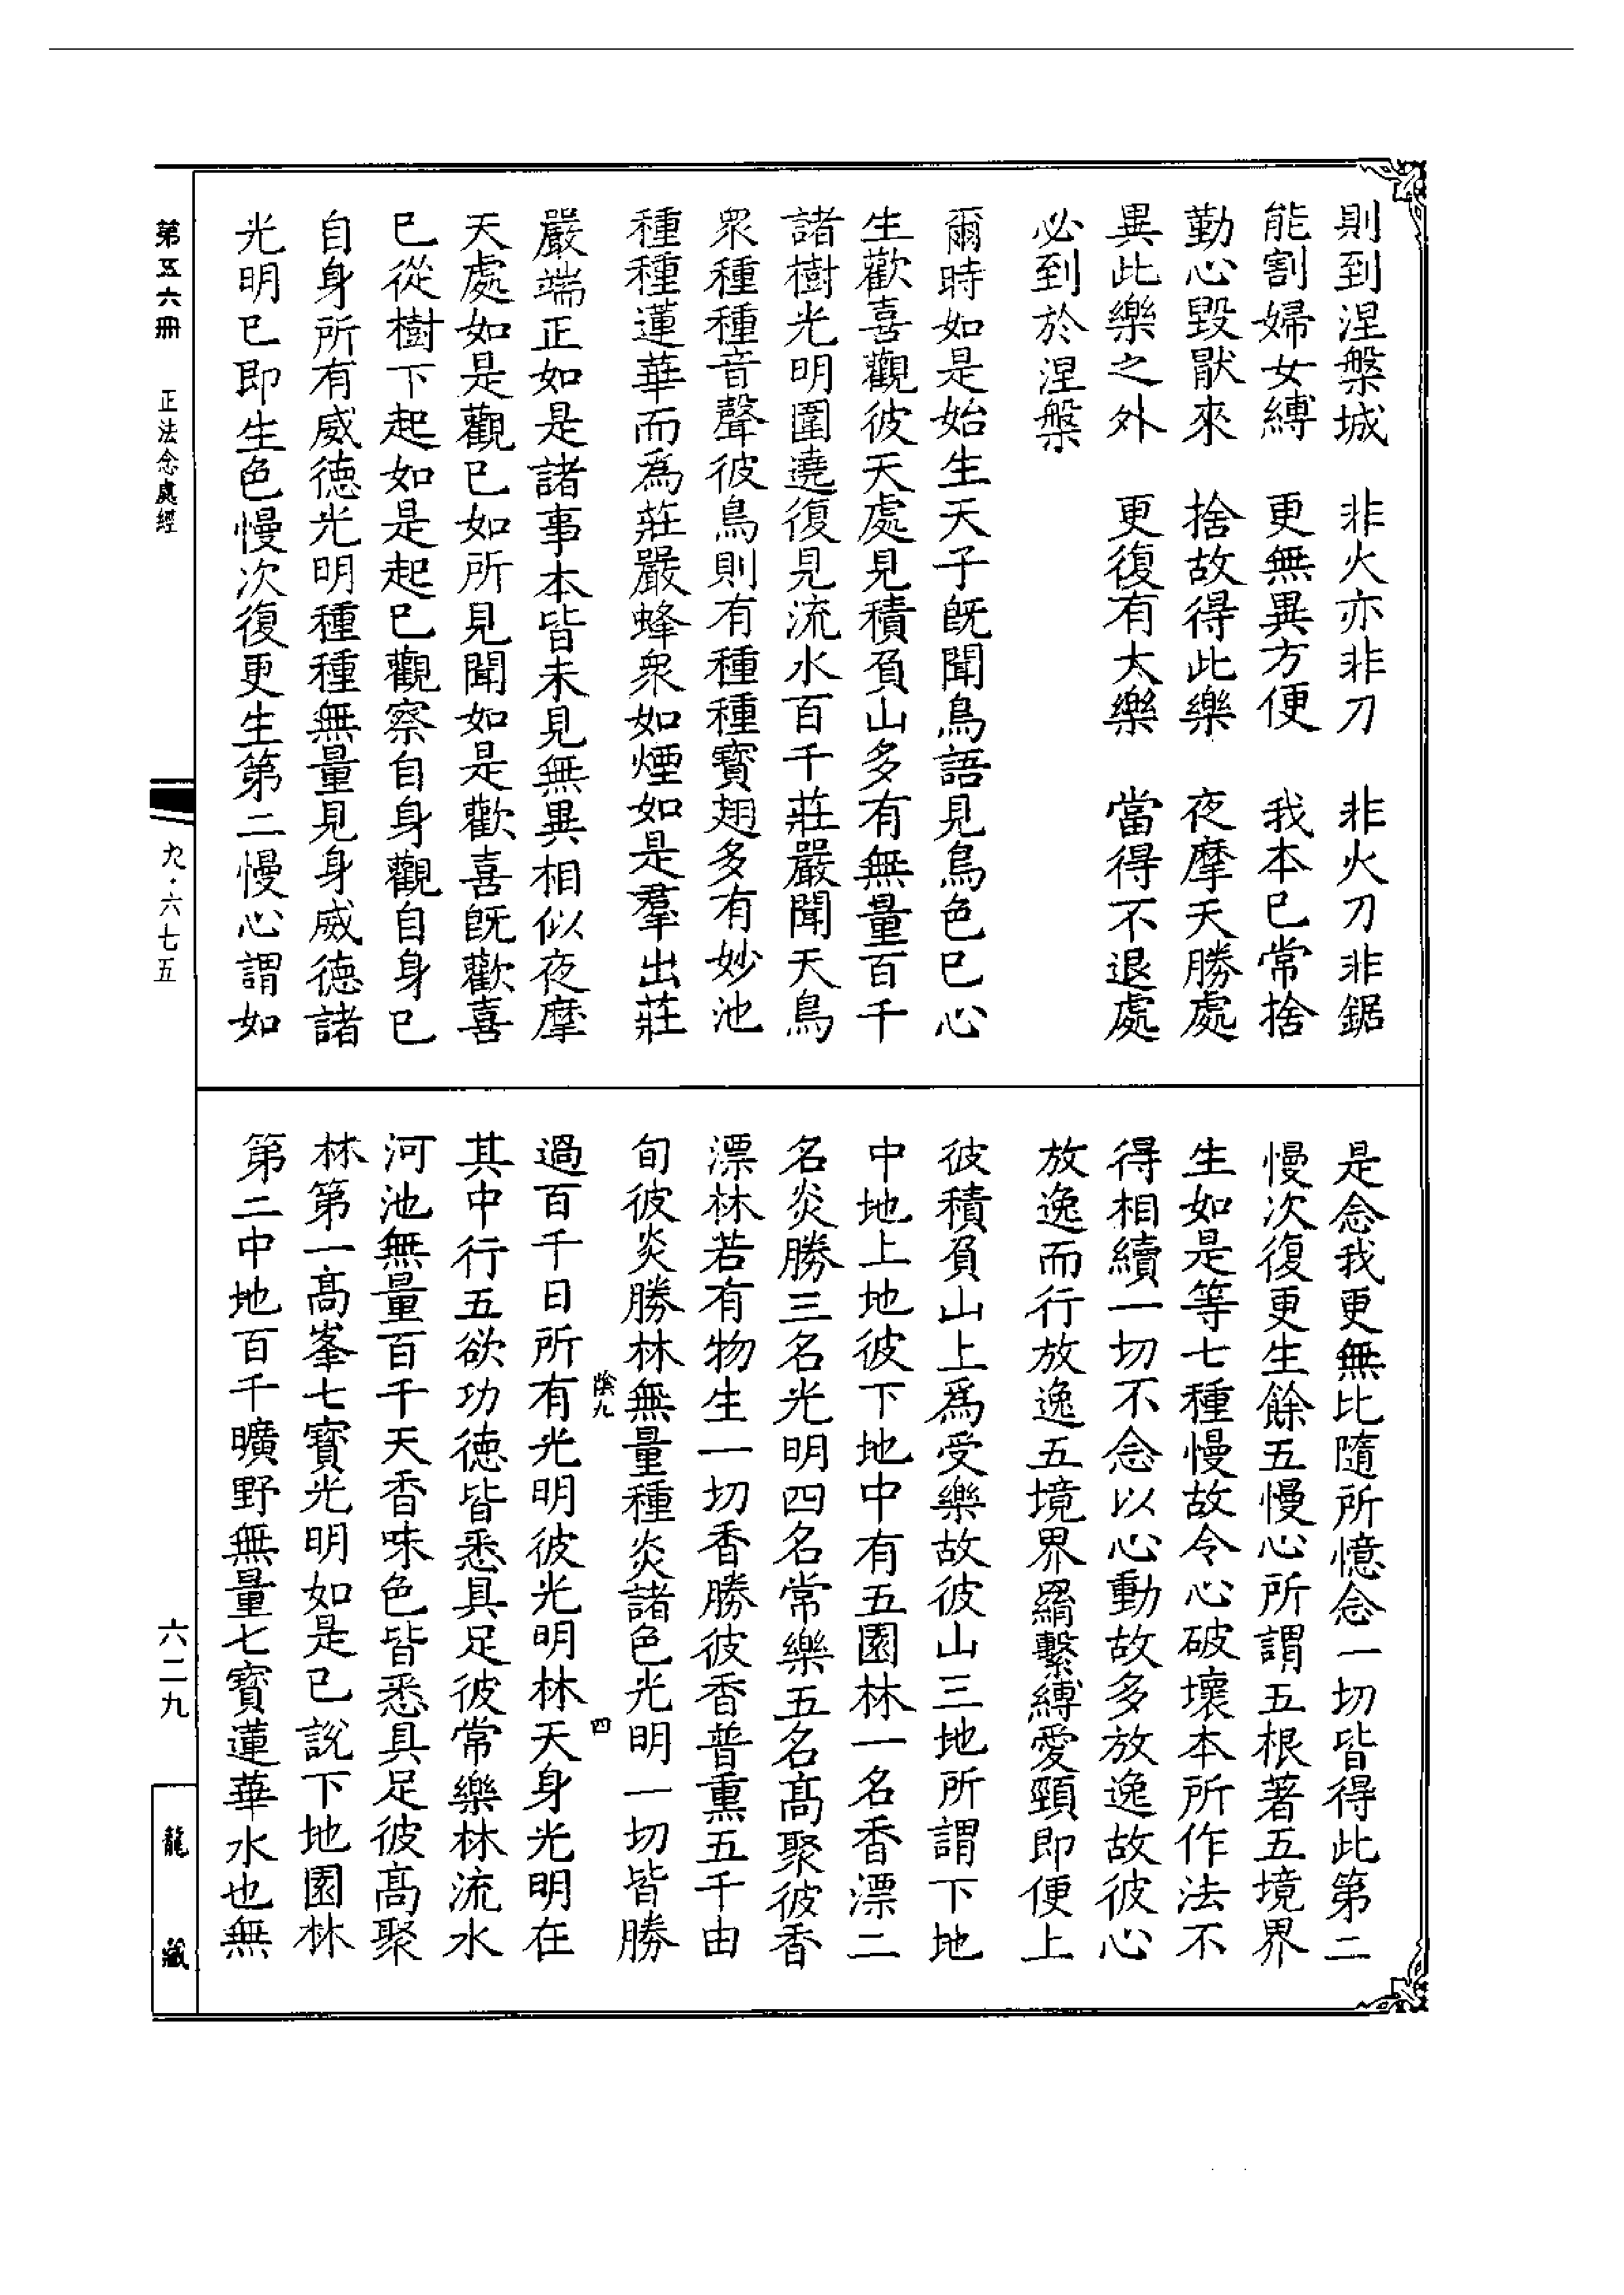 則到涅槃城　非火亦非刀　非火刀非鋸
能割婦女縛　更無異方便　我本已常捨
勤心毀猒來　捨故得此樂　夜摩天勝處
異此樂之外　更復有大樂　當得不退處
必到於涅槃
爾時如是始生天子既聞鳥語見鳥色已心
生歡喜觀彼天處見積負山多有無量百千
諸樹光明圍遶復見流水百千莊嚴聞天鳥
眾種種音聲彼鳥則有種種寶翅多有妙池
種種蓮華而為莊嚴蜂眾如煙如是羣出莊
嚴端正如是諸事本皆未見無異相似夜摩
天處如是觀已如所見聞如是歡喜既歡喜
已從樹下起如是起已觀察自身觀自身已
自身所有威德光明種種無量見身威德諸
光明已即生色慢次復更生第二慢心謂如
是念我更無比隨所憶念一切皆得此第二
慢次復更生餘五慢心所謂五根著五境界
生如是等七種慢故令心破壞本所作法不
得相續一切不念以心動故多放逸故彼心
放逸而行放逸五境界羂繫縛愛頸即便上
彼積負山上為受樂故彼山三地所謂下地
中地上地彼下地中有五園林一名香漂二
名炎勝三名光明四名常樂五名高聚彼香
漂林若有物生一切香勝彼香普熏五千由
旬彼炎勝林無量種炎諸色光明一切皆勝
過百千日所有光明彼光明林天身光明在
其中行五欲功德皆悉具足彼常樂林流水
河池無量百千天香味色皆悉具足彼高聚
林第一高峯七寶光明如是已說下地園林
第二中地百千曠野無量七寶蓮華水也無
陰九
四
第五六冊
正法念處經
九·六七五
六二九
龍藏